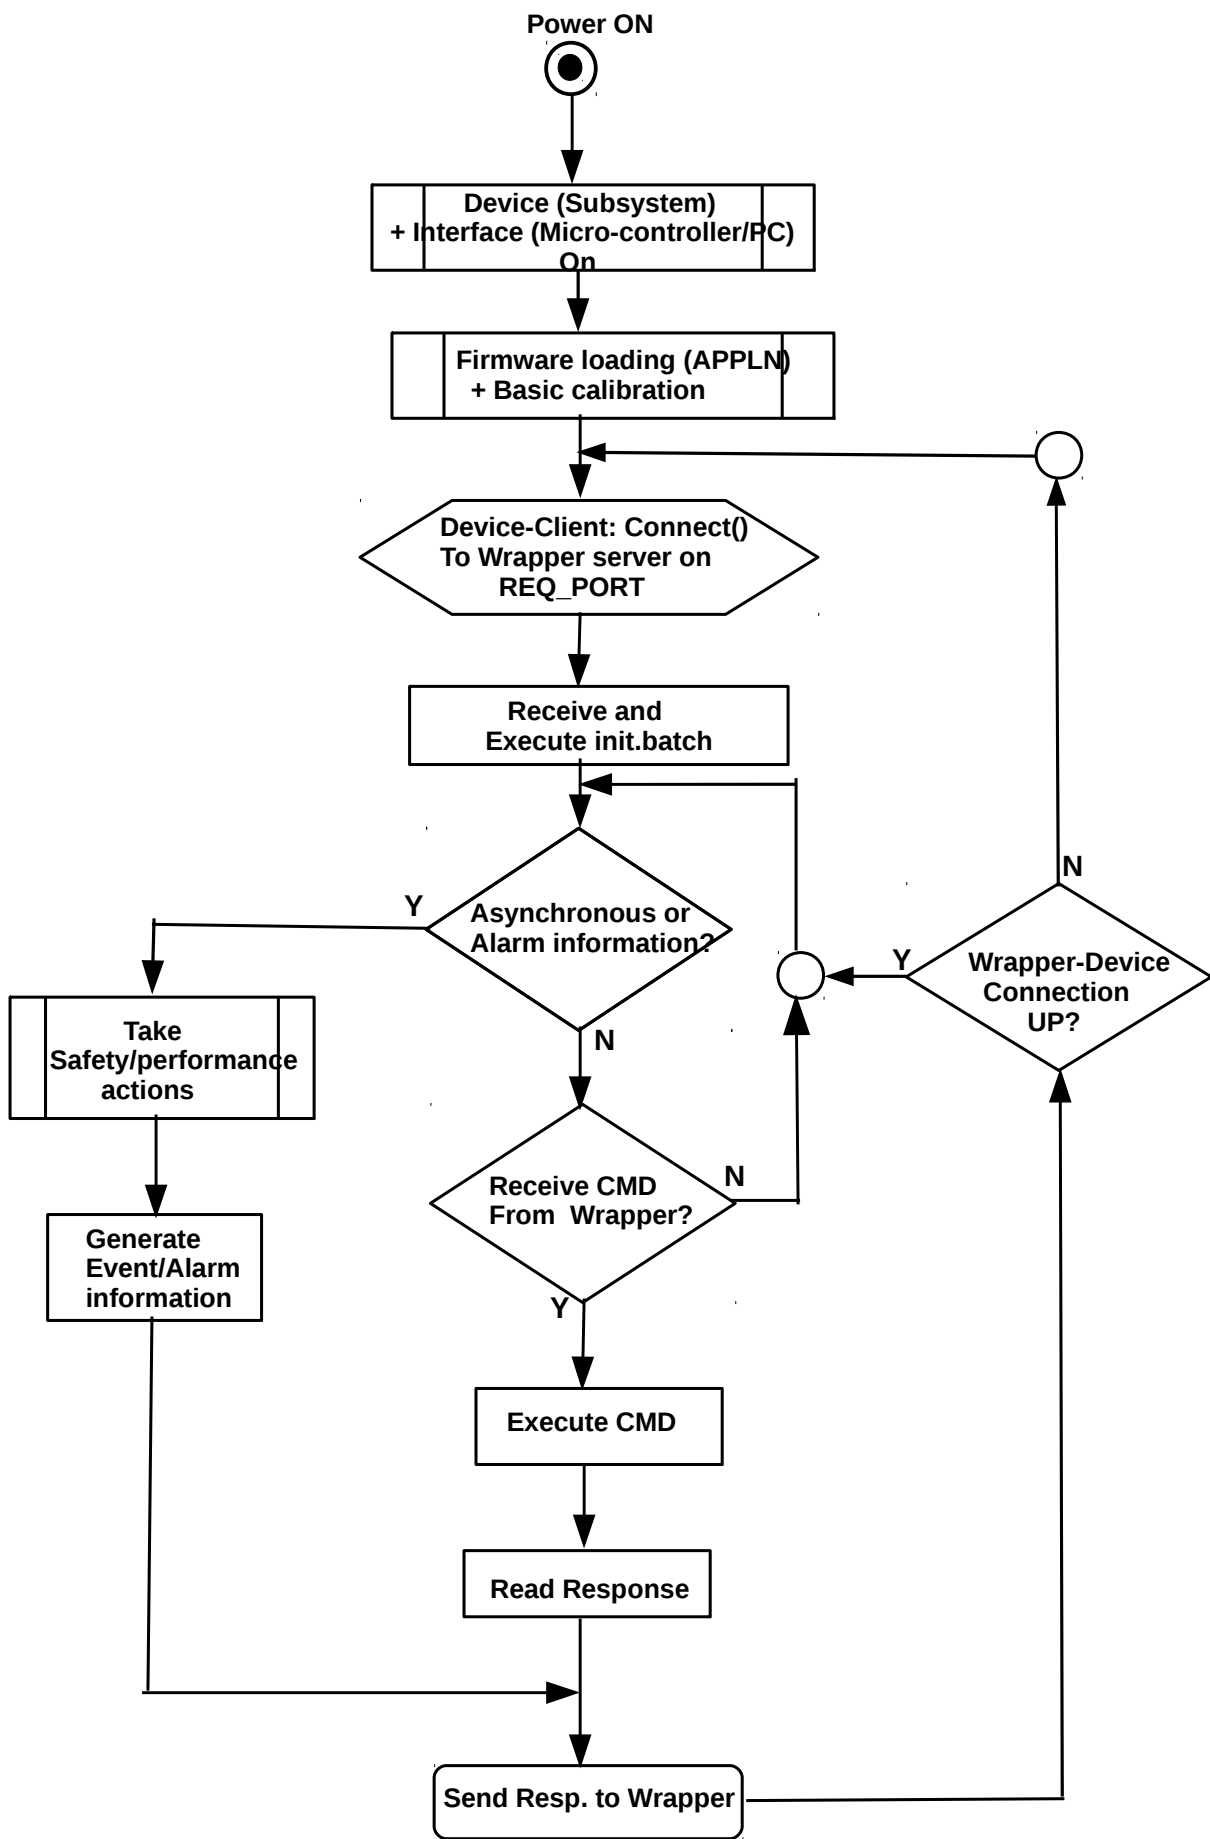 Power ON
Device (Subsystem)
+ Interface (Micro-controller/PC)
On
Firmware loading (APPLN)
+ Basic calibration
Device-Client: Connect()
To Wrapper server on
REQ_PORT
Receive and
Execute init.batch
Y
Asynchronous or
Alarm information?
N
Take
Safety/performance
actions
Generate
Event/Alarm
information
Receive CMD
From  Wrapper?
N
Y
Execute CMD
Read Response
Send Resp. to Wrapper
N
Y
Wrapper-Device
Connection
UP?